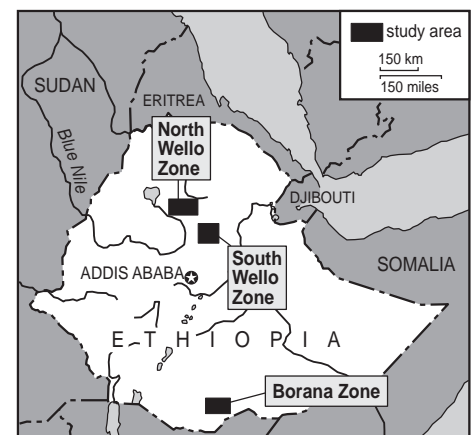 study area
150 km
150 miles
SUDAN
ERITREA
North
Wello
Zone
Blue Nile
DJIBOUTI
ADDIS ABABA
South
Wello
Zone
SOMALIA
ETHIOPIA
Borana Zone